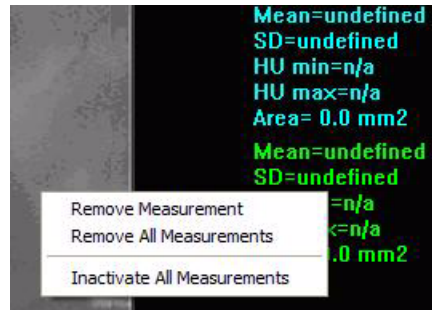 Mean=undefined
SD=undefined
HU min=n/a
HU max=n/a
Area= 0.0 mm2
Mean=undefined
SD=undefined
=n/a
=n/a
.0 mm2
Remove Measurement
Remove All Measurements
Inactivate All Measurements